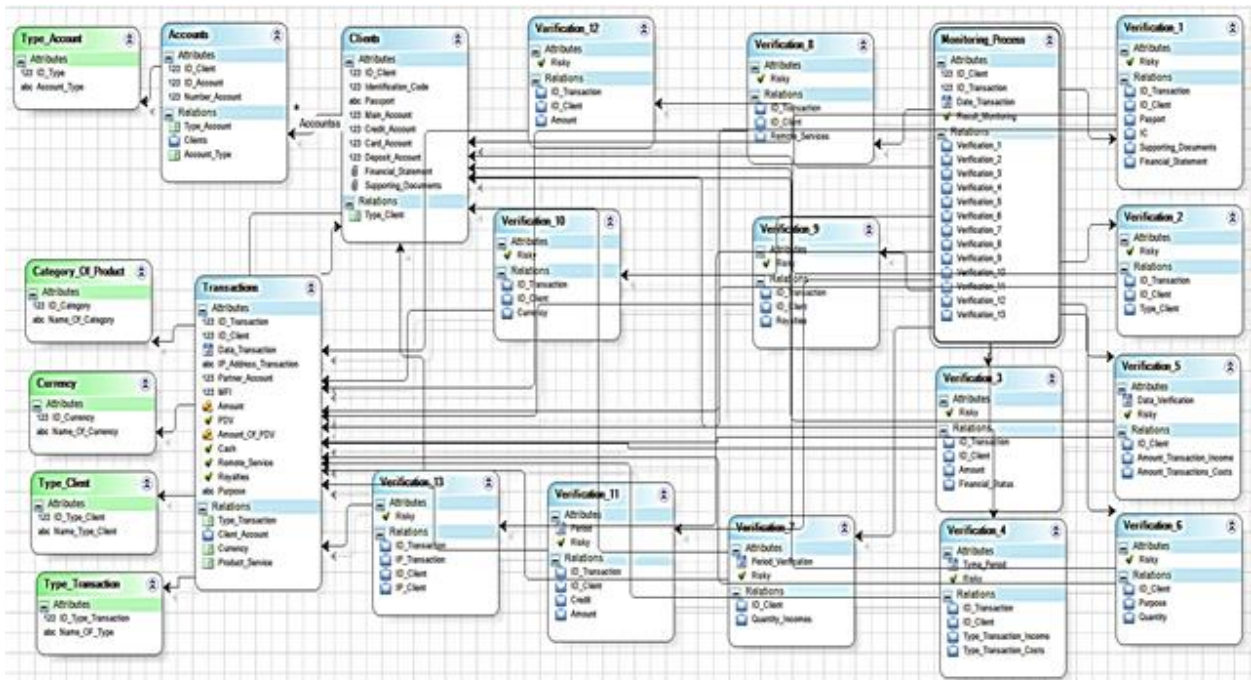 Type_Account
Attributes
123 ID_Type
abc Account_Type
Accounts
Attributes
123 ID_Client
123 ID_Account
123 Number_Account
Relations
Type_Account
Clients
Account_Type
Accountss
*
Clients
Attributes
123 ID_Client
123 Identification_Code
abc Passport
123 Main_Account
123 Credit_Account
123 Card_Account
123 Deposit_Account
Financial_Statement
Supporting_Documents
Relations
Type_Client
Verification_12
Attributes
Risky
Relations
ID_Transaction
ID_Client
Amount
Verification_8
Attributes
Risky
Relations
ID_Transaction
ID_Client
Remote_Services
Monitoring_Process
Attributes
123 ID_Client
123 ID_Transaction
Date_Transaction
Result_Monitoring
Relations
Verification_1
Verification_2
Verification_3
Verification_4
Verification_5
Verification_6
Verification_7
Verification_8
Verification_9
Verification_10
Verification_11
Verification_12
Verification_13
Verification_1
Attributes
Risky
Relations
ID_Transaction
ID_Client
Pasport
IC
Supporting_Documents
Financial_Statement
Verification_10
Attributes
Risky
Relations
ID_Transaction
ID_Client
Currency
Verification_9
Attributes
Risky
Relations
ID_Transaction
ID_Client
Royalties
Verification_2
Attributes
Risky
Relations
ID_Transaction
ID_Client
Type_Client
Category_Of_Product
Attributes
123 ID_Category
abc Name_Of_Category
Transactions
Attributes
123 ID_Transaction
123 ID_Client
Data_Transaction
abc IP_Address_Transaction
123 Partner_Account
123 MFI
Amount
PDV
Amount_Of_PDV
Cash
Remote_Service
Royalties
abc Purpose
Relations
Type_Transaction
Client_Account
Currency
Product_Service
Currency
Attributes
123 ID_Currency
abc Name_Of_Currency
Verification_3
Attributes
Risky
Relations
ID_Transaction
ID_Client
Amount
Financial_Status
Verification_5
Attributes
Data_Verification
Risky
Relations
ID_Client
Amount_Transaction_Income
Amount_Transactions_Costs
Type_Client
Attributes
123 ID_Type_Client
abc Name_Type_Client
Verification_13
Attributes
Risky
Relations
ID_Transaction
IP_Transaction
ID_Client
IP_Client
Verification_11
Attributes
Period
Risky
Relations
ID_Transaction
ID_Client
Credit
Amount
Verification_7
Attributes
Period_Verification
Risky
Relations
ID_Client
Quantity_Incomes
Verification_4
Attributes
Tyme_Period
Risky
Relations
ID_Transaction
ID_Client
Type_Transaction_Income
Type_Transaction_Costs
Verification_6
Attributes
Risky
Relations
ID_Client
Purpose
Quantity
Type_Transaction
Attributes
123 ID_Type_Transaction
abc Name_OF_Type